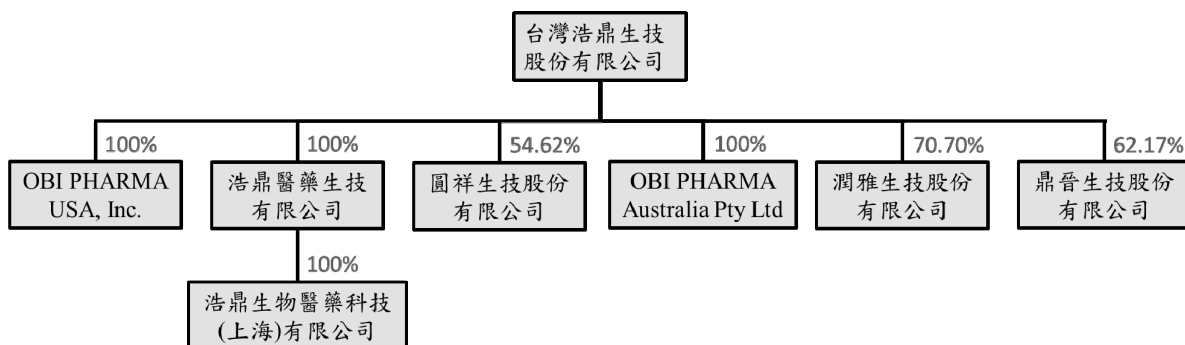 台灣浩鼎生技
股份有限公司
100%
100%
54.62%
100%
70.70%
62.17%
OBI PHARMA
USA, Inc.
浩鼎醫藥生技
有限公司
圓祥生技股份
有限公司
OBI PHARMA
Australia Pty Ltd
潤雅生技股份
有限公司
鼎晉生技股份
有限公司
100%
浩鼎生物醫藥科技
(上海)有限公司